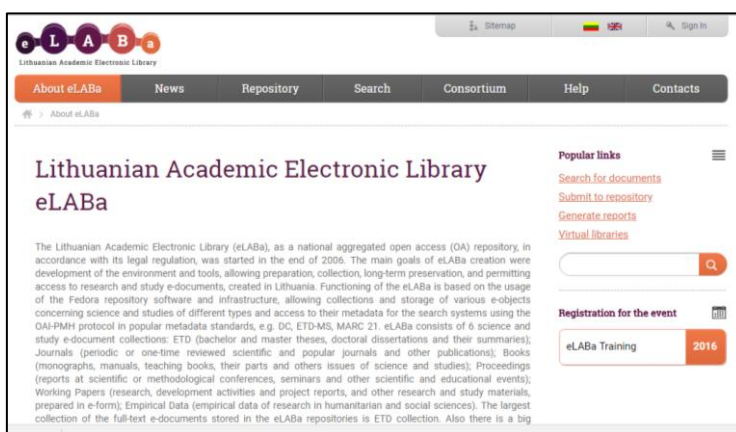 Sitemap
Sign In
e L A B a
Lithuanian Academic Electronic Library
About eLABa News Repository Search Consortium Help Contacts
> About eLABa
Lithuanian Academic Electronic Library
eLABa
The Lithuanian Academic Electronic Library (eLABa), as a national aggregated open access (OA) repository, in
accordance with its legal regulation, was started in the end of 2006. The main goals of eLABa creation were
development of the environment and tools, allowing preparation, collection, long-term preservation, and permitting
access to research and study e-documents, created in Lithuania. Functioning of the eLABa is based on the usage
of the Fedora repository software and infrastructure, allowing collections and storage of various e-objects
concerning science and studies of different types and access to their metadata for the search systems using the
OAI-PMH protocol in popular metadata standards, e.g. DC, ETD-MS, MARC 21. eLABa consists of 6 science and
study e-document collections: ETD (bachelor and master theses, doctoral dissertations and their summaries);
Journals (periodic or one-time reviewed scientific and popular journals and other publications); Books
(monographs, manuals, teaching books, their parts and others issues of science and studies); Proceedings
(reports at scientific or methodological conferences, seminars and other scientific and educational events);
Working Papers (research, development activities and project reports, and other research and study materials,
prepared in e-form); Empirical Data (empirical data of research in humanitarian and social sciences). The largest
collection of the full-text e-documents stored in the eLABa repositories is ETD collection. Also there is a big
Popular links
Search for documents
Submit to repository
Generate reports
Virtual libraries
Registration for the event
eLABa Training 2016